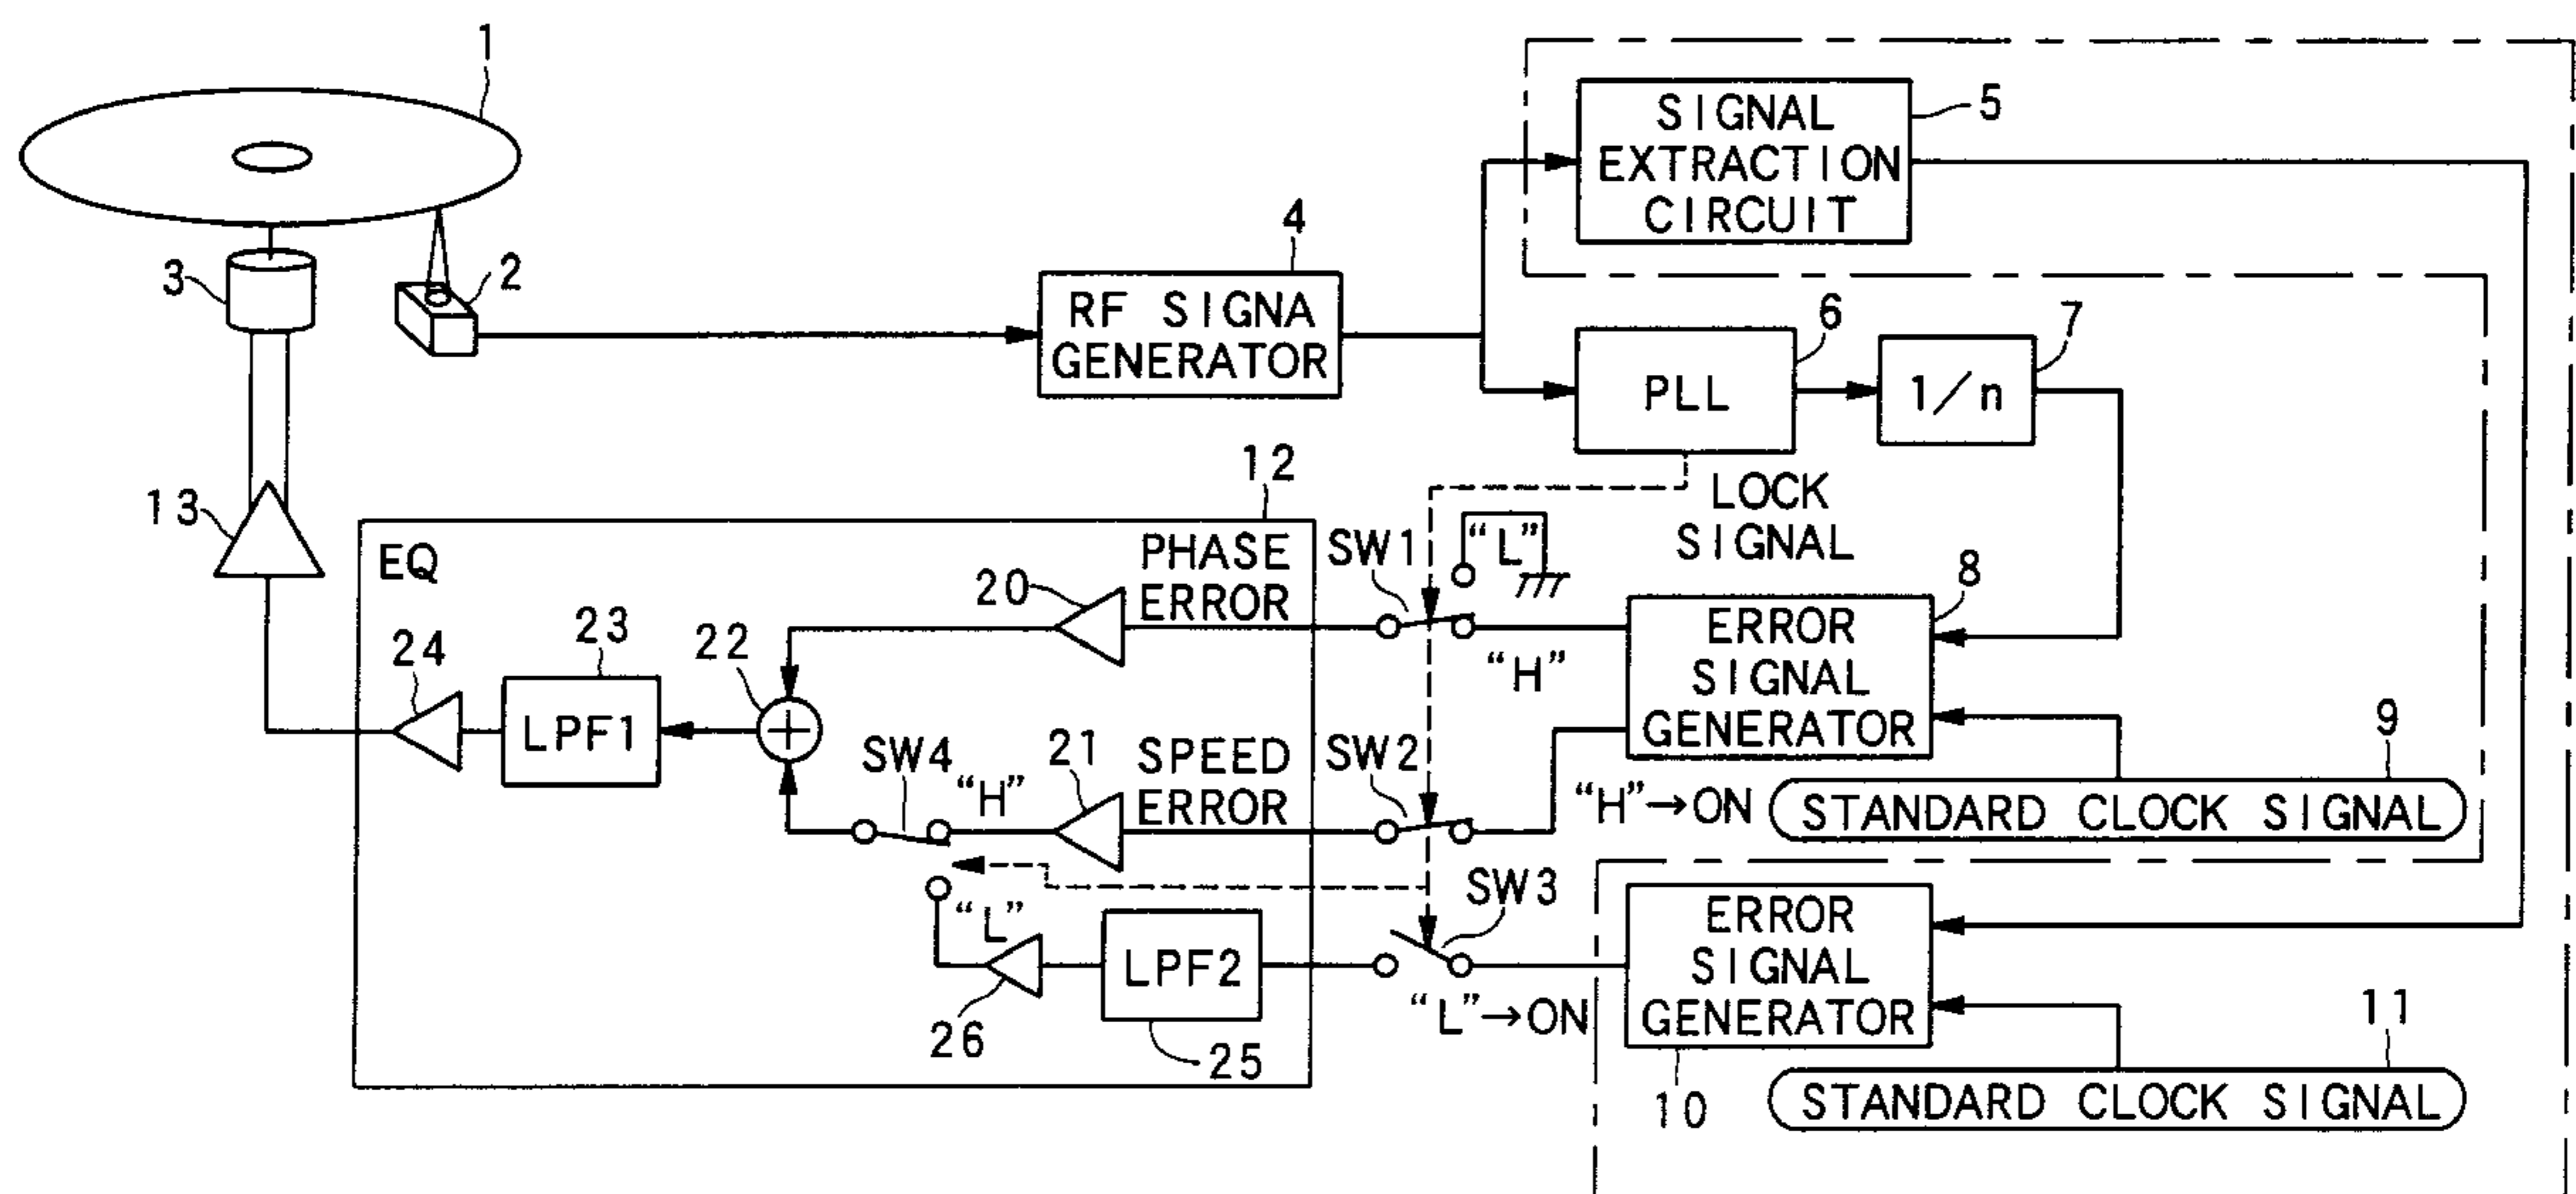 1
SIGNAL
EXTRACTION
CIRCUIT
5
4
3
2
RF SIGNA
GENERATOR
6
7
PLL
1/n
12
LOCK
SIGNAL
13
EQ
PHASE
ERROR
SW1
"L"
8
20
"H"
ERROR
SIGNAL
GENERATOR
24
23
22
LPF1
SW4
"H"
21
SPEED
ERROR
SW2
"H"→ON
9
STANDARD CLOCK SIGNAL
"L"
SW3
LPF2
26
25
"L"→ON
ERROR
SIGNAL
GENERATOR
10
11
STANDARD CLOCK SIGNAL